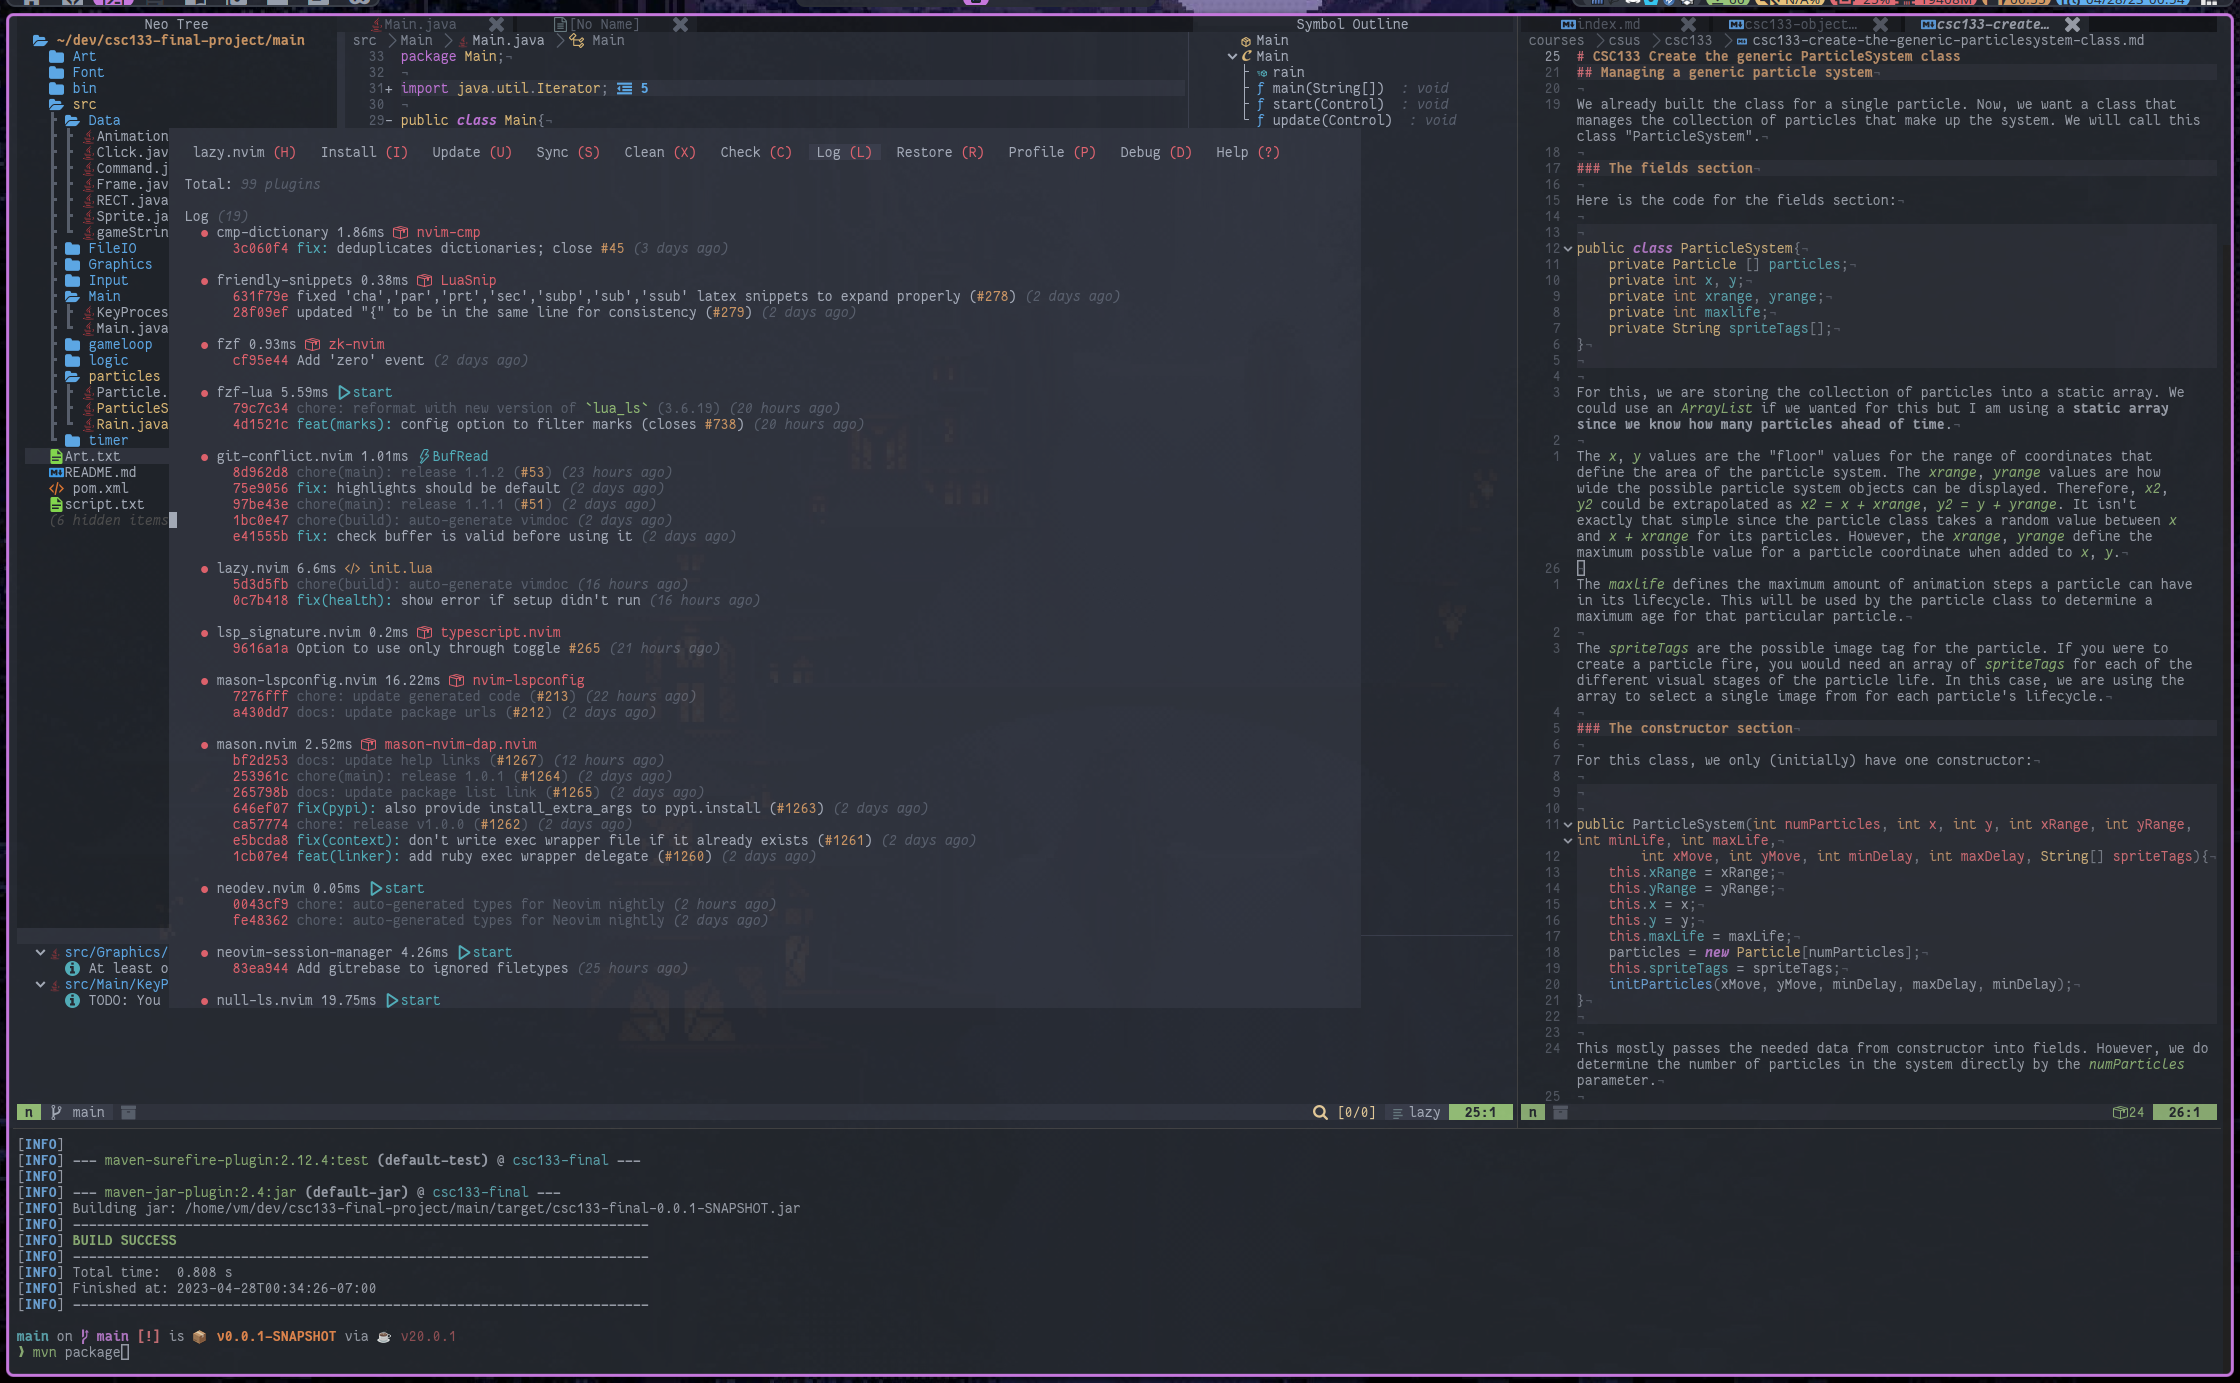 Neo Tree
~/dev/csc133-final-project/main
Art
Font
bin
src
Data
Animation
Click.jav
Command.j
Frame.jav
RECT.java
Sprite.ja
gameStrin
FileIO
Graphics
Input
Main
KeyProces
Main.java
gameloop
logic
particles
Particle.
ParticleS
Rain.java
timer
Art.txt
README.md
pom.xml
script.txt
(6 hidden items
src/Graphics/
At least o
src/Main/KeyP
TODO: You
Main.java
[No Name]
src > Main > Main.java > Main
33 package Main;¬
32 ¬
31+ import java.util.Iterator; 5
30 ¬
29- public class Main{¬
Symbol Outline
Main
Main
rain
main(String[]) : void
start(Control) : void
update(Control) : void
lazy.nvim (H) Install (I) Update (U) Sync (S) Clean (X) Check (C) Log (L) Restore (R) Profile (P) Debug (D) Help (?)
Total: 99 plugins
Log (19)
● cmp-dictionary 1.86ms nvim-cmp
3c060f4 fix: deduplicates dictionaries; close #45 (3 days ago)
● friendly-snippets 0.38ms LuaSnip
631f79e fixed 'cha','par','prt','sec','subp','sub','ssub' latex snippets to expand properly (#278) (2 days ago)
28f09ef updated "{" to be in the same line for consistency (#279) (2 days ago)
● fzf 0.93ms zk-nvim
cf95e44 Add 'zero' event (2 days ago)
● fzf-lua 5.59ms start
79c7c34 chore: reformat with new version of `lua_ls` (3.6.19) (20 hours ago)
4d1521c feat(marks): config option to filter marks (closes #738) (20 hours ago)
● git-conflict.nvim 1.01ms BufRead
8d962d8 chore(main): release 1.1.2 (#53) (23 hours ago)
75e9056 fix: highlights should be default (2 days ago)
97be43e chore(main): release 1.1.1 (#51) (2 days ago)
1bc0e47 chore(build): auto-generate vimdoc (2 days ago)
e41555b fix: check buffer is valid before using it (2 days ago)
● lazy.nvim 6.6ms </> init.lua
5d3d5fb chore(build): auto-generate vimdoc (16 hours ago)
0c7b418 fix(health): show error if setup didn't run (16 hours ago)
● lsp_signature.nvim 0.2ms typescript.nvim
9616a1a Option to use only through toggle #265 (21 hours ago)
● mason-lspconfig.nvim 16.22ms nvim-lspconfig
7276fff chore: update generated code (#213) (22 hours ago)
a430dd7 docs: update package urls (#212) (2 days ago)
● mason.nvim 2.52ms mason-nvim-dap.nvim
bf2d253 docs: update help links (#1267) (12 hours ago)
253961c chore(main): release 1.0.1 (#1264) (2 days ago)
265798b docs: update package list link (#1265) (2 days ago)
646ef07 fix(pypi): also provide install_extra_args to pypi.install (#1263) (2 days ago)
ca57774 chore: release v1.0.0 (#1262) (2 days ago)
e5bcda8 fix(context): don't write exec wrapper file if it already exists (#1261) (2 days ago)
1cb07e4 feat(linker): add ruby exec wrapper delegate (#1260) (2 days ago)
● neodev.nvim 0.05ms start
0043cf9 chore: auto-generated types for Neovim nightly (2 hours ago)
fe48362 chore: auto-generated types for Neovim nightly (2 days ago)
● neovim-session-manager 4.26ms start
83ea944 Add gitrebase to ignored filetypes (25 hours ago)
● null-ls.nvim 19.75ms start
n main
[0/0] lazy 25:1
index.md
csc133-object…
csc133-create…
courses > csus > csc133 > csc133-create-the-generic-particlesystem-class.md
25 # CSC133 Create the generic ParticleSystem class
21 ## Managing a generic particle system¬
20 ¬
19 We already built the class for a single particle. Now, we want a class that
manages the collection of particles that make up the system. We will call this
class "ParticleSystem".¬
18 ¬
17 ### The fields section¬
16 ¬
15 Here is the code for the fields section:¬
14 ¬
13 ¬
12 public class ParticleSystem{¬
11 private Particle [] particles;¬
10 private int x, y;¬
9 private int xrange, yrange;¬
8 private int maxlife;¬
7 private String spriteTags[];¬
6 }¬
5 ¬
4 ¬
3 For this, we are storing the collection of particles into a static array. We
could use an ArrayList if we wanted for this but I am using a static array
since we know how many particles ahead of time.¬
2 ¬
1 The x, y values are the "floor" values for the range of coordinates that
define the area of the particle system. The xrange, yrange values are how
wide the possible particle system objects can be displayed. Therefore, x2,
y2 could be extrapolated as x2 = x + xrange, y2 = y + yrange. It isn't
exactly that simple since the particle class takes a random value between x
and x + xrange for its particles. However, the xrange, yrange define the
maximum possible value for a particle coordinate when added to x, y.¬
26
1 The maxlife defines the maximum amount of animation steps a particle can have
in its lifecycle. This will be used by the particle class to determine a
maximum age for that particular particle.¬
2 ¬
3 The spriteTags are the possible image tag for the particle. If you were to
create a particle fire, you would need an array of spriteTags for each of the
different visual stages of the particle life. In this case, we are using the
array to select a single image from for each particle's lifecycle.¬
4 ¬
5 ### The constructor section¬
6 ¬
7 For this class, we only (initially) have one constructor:¬
8 ¬
9 ¬
10 ¬
11 public ParticleSystem(int numParticles, int x, int y, int xRange, int yRange,
int minLife, int maxLife,¬
12 int xMove, int yMove, int minDelay, int maxDelay, String[] spriteTags){¬
13 this.xRange = xRange;¬
14 this.yRange = yRange;¬
15 this.x = x;¬
16 this.y = y;¬
17 this.maxLife = maxLife;¬
18 particles = new Particle[numParticles];¬
19 this.spriteTags = spriteTags;¬
20 initParticles(xMove, yMove, minDelay, maxDelay, minDelay);¬
21 }¬
22 ¬
23 ¬
24 This mostly passes the needed data from constructor into fields. However, we do
determine the number of particles in the system directly by the numParticles
parameter.¬
25 ¬
n
24 26:1
[INFO]
[INFO] --- maven-surefire-plugin:2.12.4:test (default-test) @ csc133-final ---
[INFO]
[INFO] --- maven-jar-plugin:2.4:jar (default-jar) @ csc133-final ---
[INFO] Building jar: /home/vm/dev/csc133-final-project/main/target/csc133-final-0.0.1-SNAPSHOT.jar
[INFO] ------------------------------------------------------------------------
[INFO] BUILD SUCCESS
[INFO] ------------------------------------------------------------------------
[INFO] Total time:  0.808 s
[INFO] Finished at: 2023-04-28T00:34:26-07:00
[INFO] ------------------------------------------------------------------------
main on main [!] is 📦 v0.0.1-SNAPSHOT via ☕ v20.0.1
❯ mvn package